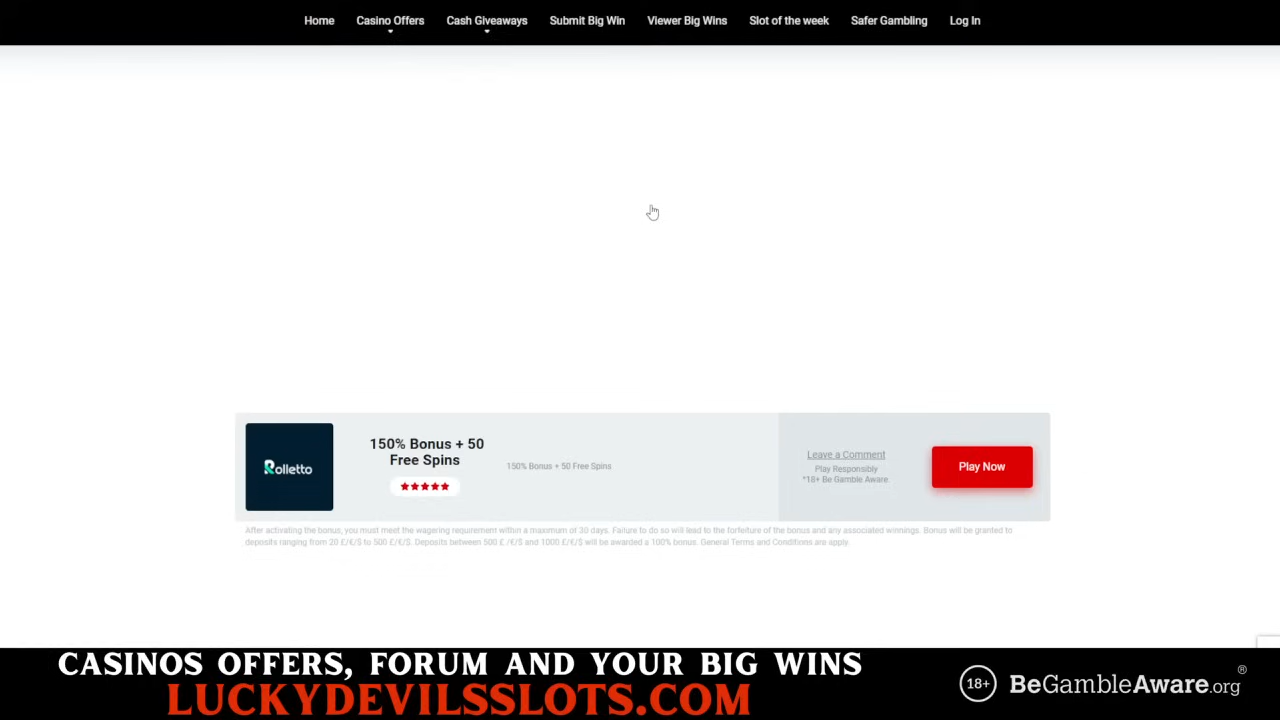 Home Casino Offers Cash Giveaways Submit Big Win Viewer Big Wins Slot of the week Safer Gambling Log In
Rolletto
150% Bonus + 50
Free Spins
150% Bonus + 50 Free Spins
Leave a Comment
Play Responsibly
*18+ Be Gamble Aware
Play Now
After activating the bonus, you must meet the wagering requirement within a maximum of 30 days. Failure to do so will lead to the forfeiture of the bonus and any associated winnings. Bonus will be granted to
deposits ranging from 20 £/€/$ to 500 £/€/$. Deposits between 500 £ /€/$ and 1000 £/€/$ will be awarded a 100% bonus. General Terms and Conditions are apply.
CASINOS OFFERS, FORUM AND YOUR BIG WINS
LUCKYDEVILSSLOTS.COM
18+ BeGambleAware.org®